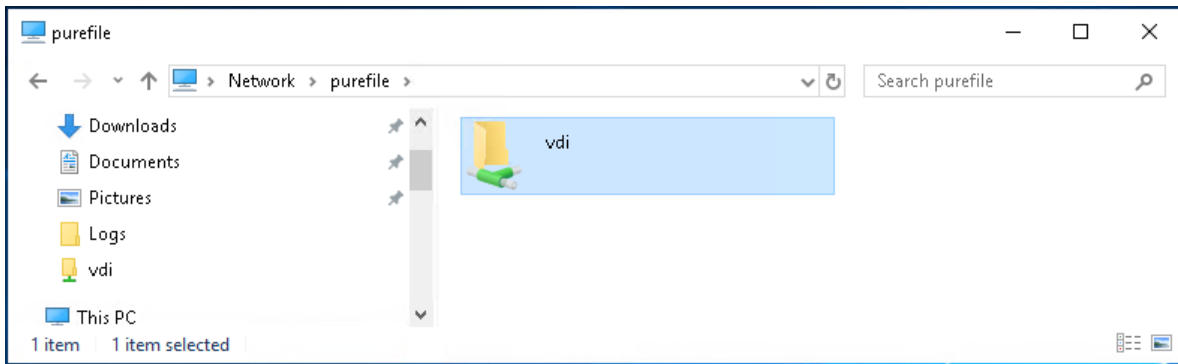 purefile
Network > purefile >
Search purefile
Downloads
Documents
Pictures
Logs
vdi
This PC
vdi
1 item 1 item selected